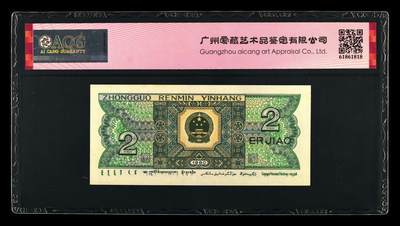 ACG
AI CANG GUARANTY
广州爱藏艺术品鉴定有限公司
Guangzhou aicang art Appraisal Co., Ltd.
61861818
ZHONGGUO RENMIN YINHANG
2
2
ERJIAO
1980